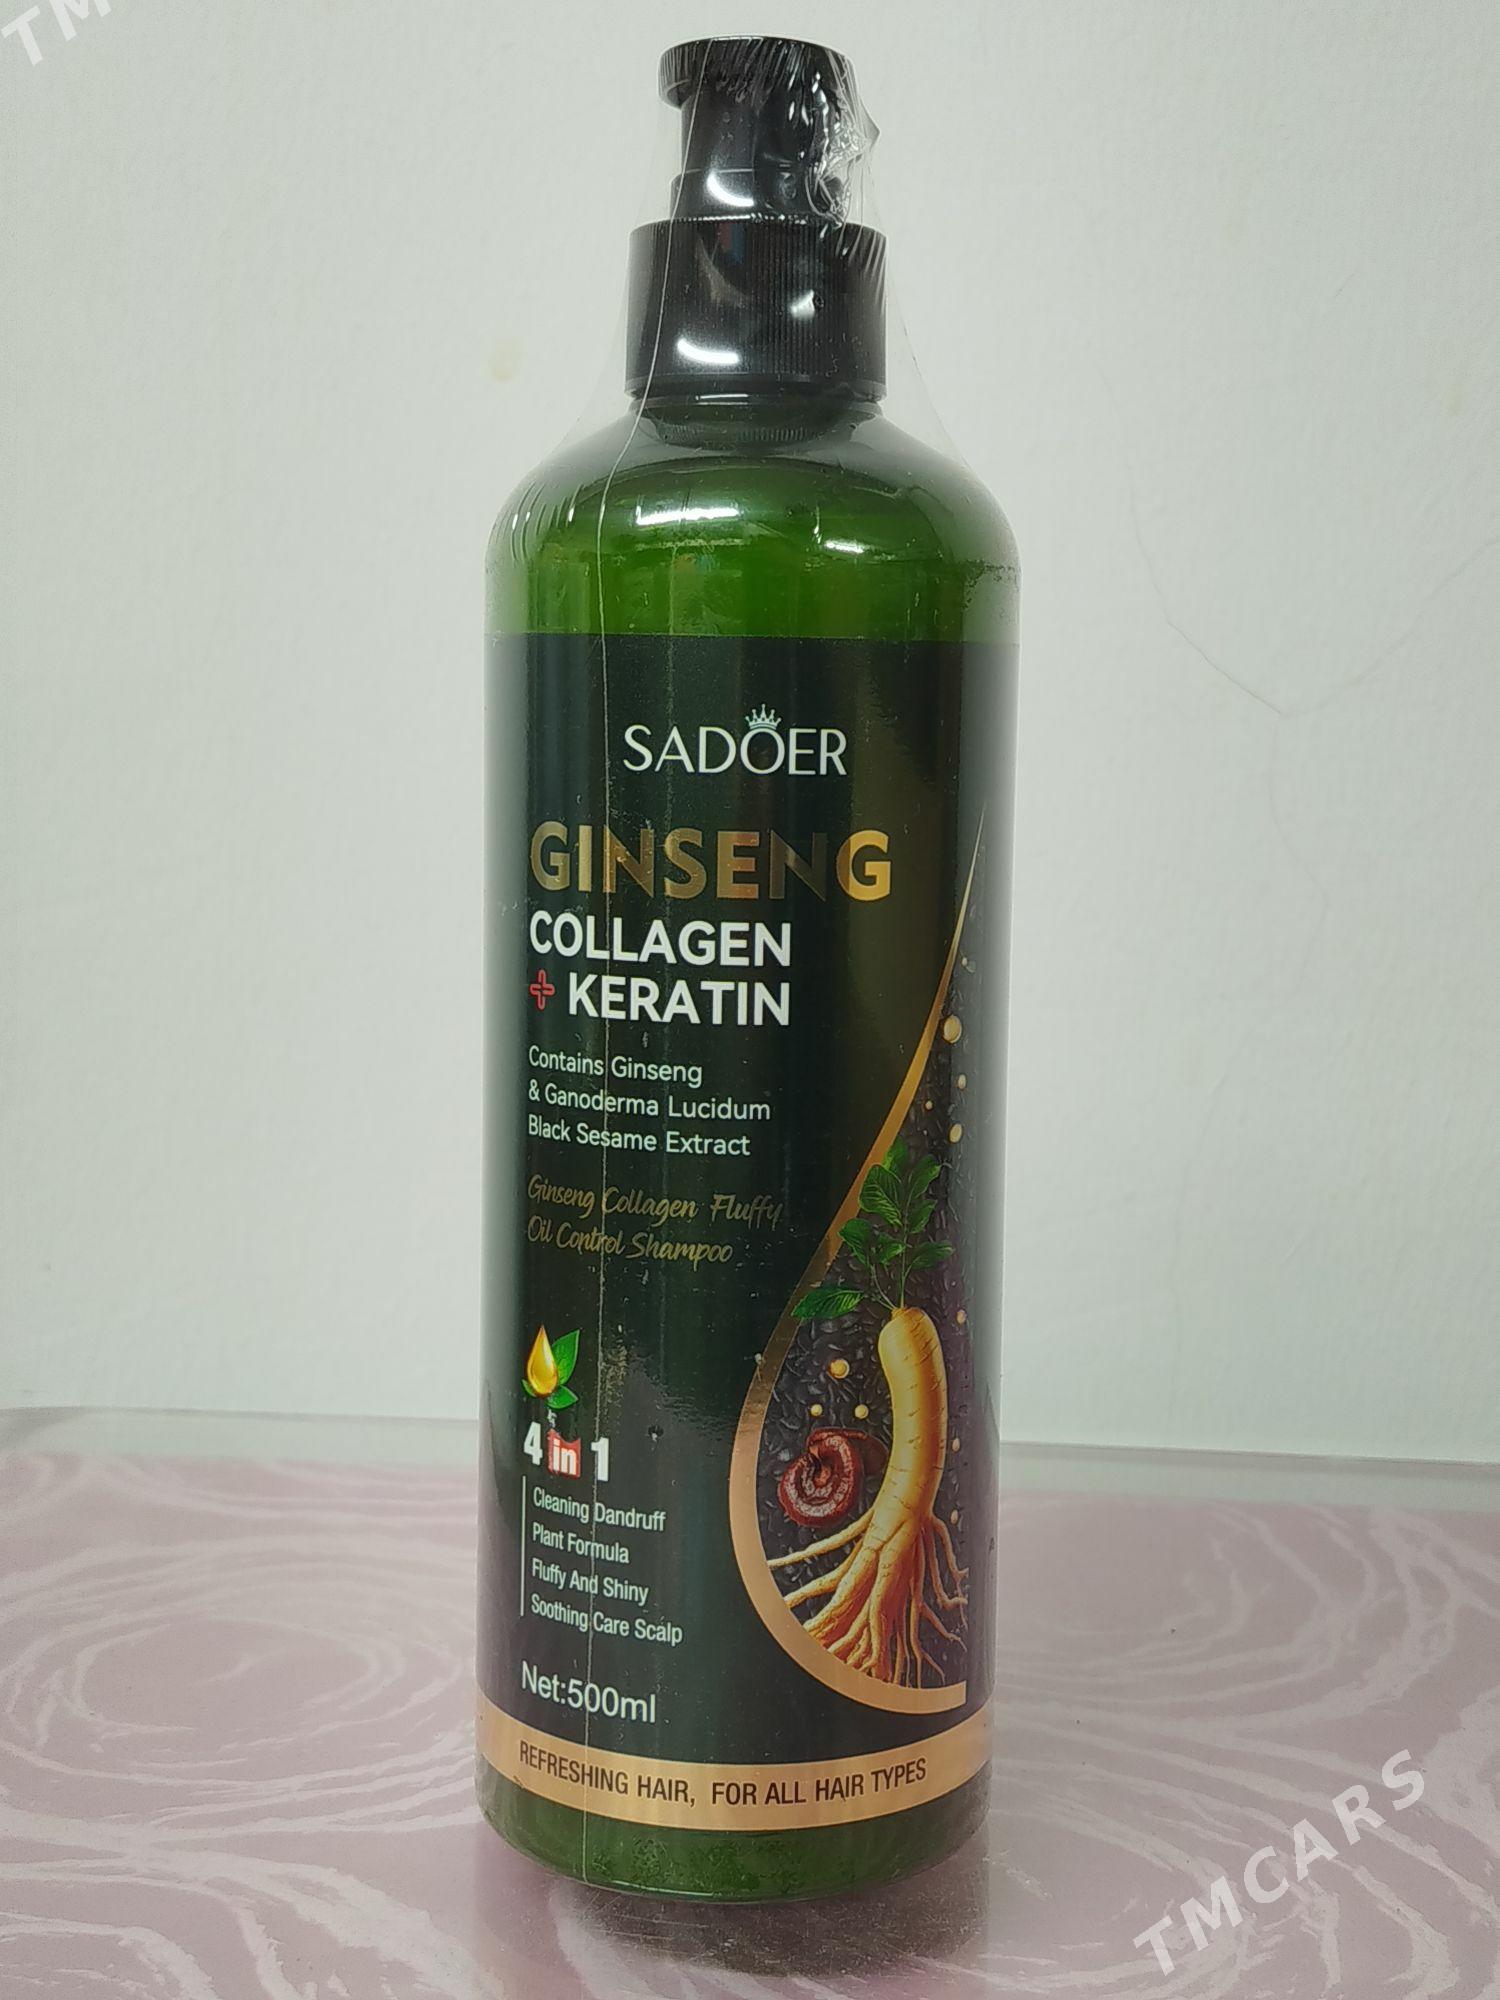 TM
SADOER
GINSENG
COLLAGEN
+ KERATIN
Contains Ginseng
& Ganoderma Lucidum
Black Sesame Extract
Ginseng Collagen Fluffy
Oil Control Shampoo
4 in 1
Cleaning Dandruff
Plant Formula
Fluffy And Shiny
Soothing Care Scalp
Net:500ml
REFRESHING HAIR, FOR ALL HAIR TYPES
TMCARS